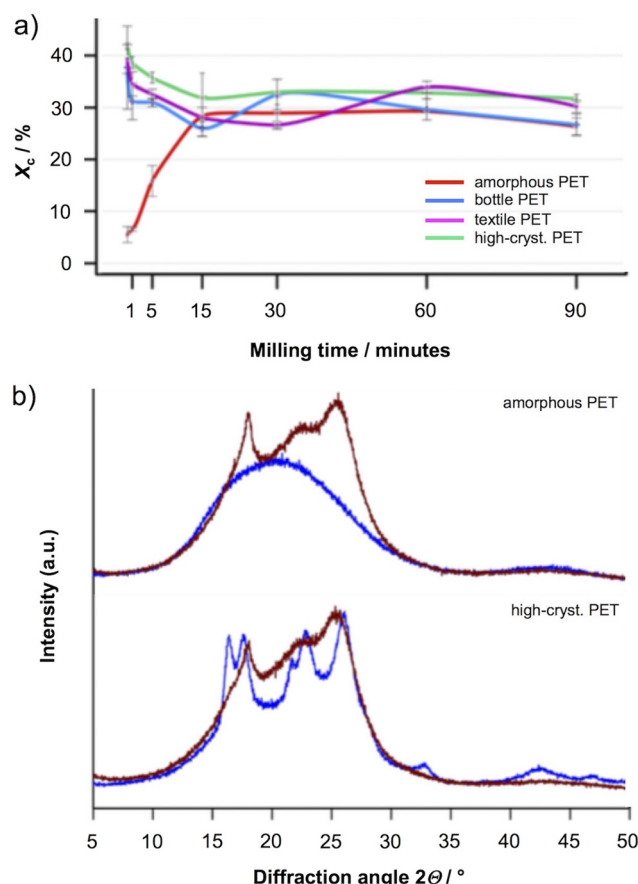 a)
40
30
20
10
0
X_c / %
amorphous PET
bottle PET
textile PET
high-cryst. PET
1 5 15 30 60 90
Milling time / minutes
b)
amorphous PET
Intensity (a.u.)
high-cryst. PET
5 10 15 20 25 30 35 40 45 50
Diffraction angle 2Θ / °